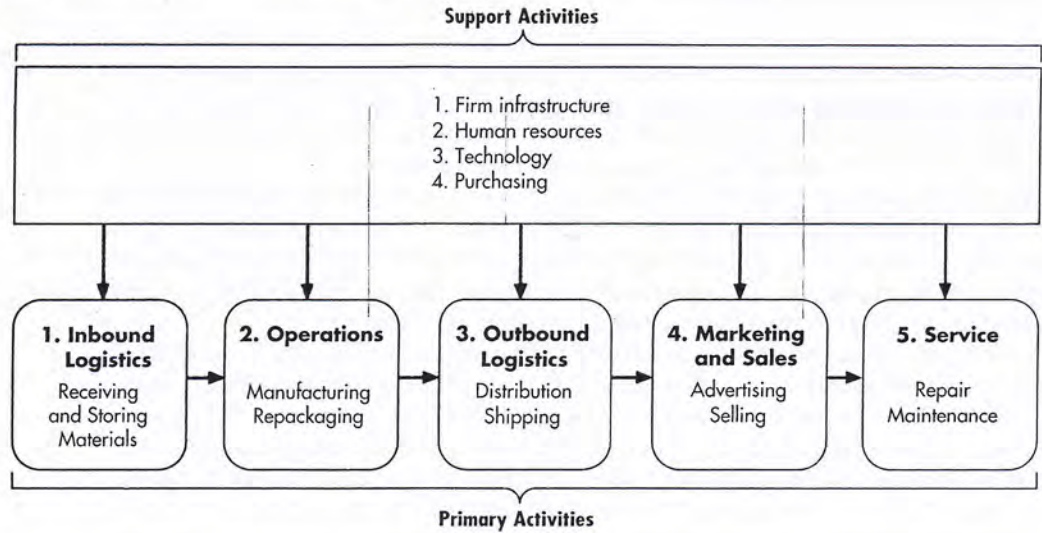 Support Activities
1. Firm infrastructure
2. Human resources
3. Technology
4. Purchasing
1. Inbound
Logistics
Receiving
and Storing
Materials
2. Operations
Manufacturing
Repackaging
3. Outbound
Logistics
Distribution
Shipping
4. Marketing
and Sales
Advertising
Selling
5. Service
Repair
Maintenance
Primary Activities